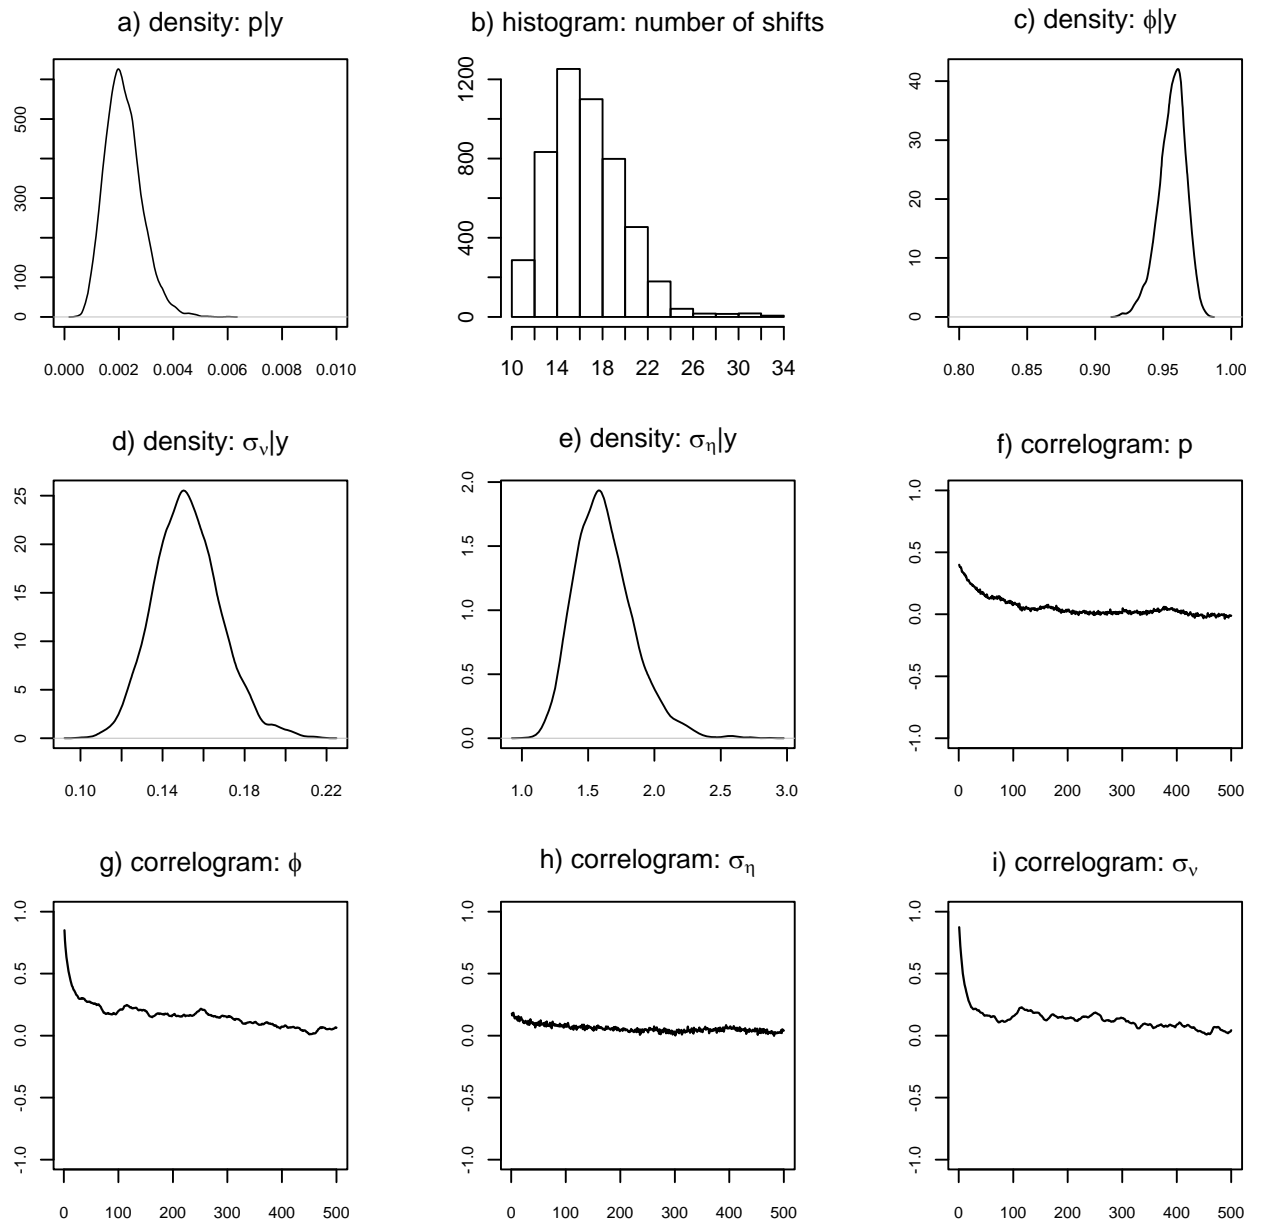 a) density: p|y
b) histogram: number of shifts
c) density: ϕ|y
500
300
100
0
0.000 0.002 0.004 0.006 0.008 0.010
1200
800
400
0
10 14 18 22 26 30 34
40
30
20
10
0
0.80 0.85 0.90 0.95 1.00
d) density: σν|y
e) density: ση|y
f) correlogram: p
25
20
15
10
5
0
0.10 0.14 0.18 0.22
2.0
1.5
1.0
0.5
0.0
1.0 1.5 2.0 2.5 3.0
1.0
0.5
0.0
-0.5
-1.0
0 100 200 300 400 500
g) correlogram: ϕ
h) correlogram: ση
i) correlogram: σν
1.0
0.5
0.0
-0.5
-1.0
0 100 200 300 400 500
1.0
0.5
0.0
-0.5
-1.0
0 100 200 300 400 500
1.0
0.5
0.0
-0.5
-1.0
0 100 200 300 400 500